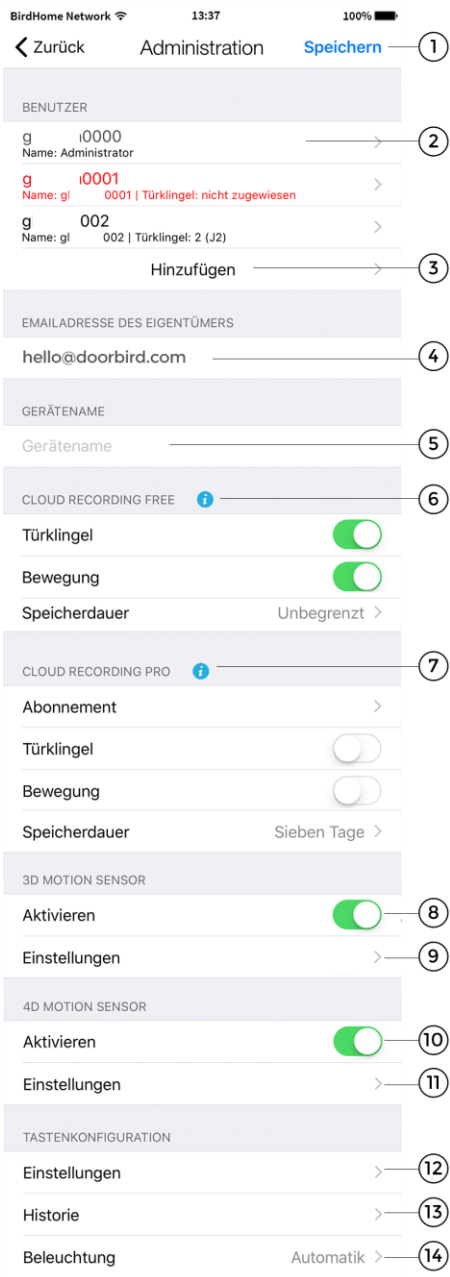 BirdHome Network 13:37 100%
Zurück Administration Speichern 1
BENUTZER
g 0000 2
Name: Administrator
g 0001
Name: gl 0001 | Türklingel: nicht zugewiesen
g 002
Name: gl 002 | Türklingel: 2 (J2)
Hinzufügen 3
EMAILADRESSE DES EIGENTÜMERS
hello@doorbird.com 4
GERÄTENAME
Gerätename 5
CLOUD RECORDING FREE i 6
Türklingel
Bewegung
Speicherdauer Unbegrenzt
CLOUD RECORDING PRO i 7
Abonnement
Türklingel
Bewegung
Speicherdauer Sieben Tage
3D MOTION SENSOR
Aktivieren 8
Einstellungen 9
4D MOTION SENSOR
Aktivieren 10
Einstellungen 11
TASTENKONFIGURATION
Einstellungen 12
Historie 13
Beleuchtung Automatik 14